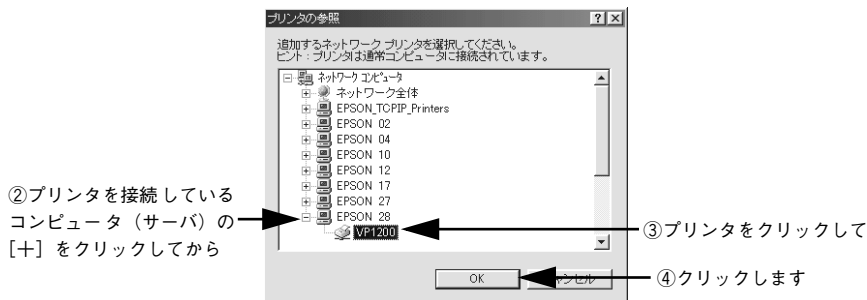 プリンタの参照
追加するネットワーク プリンタを選択してください。
ヒント : プリンタは通常コンピュータに接続されています。
ネットワーク コンピュータ
ネットワーク全体
EPSON_TCPIP_Printers
EPSON 02
EPSON 04
EPSON 10
EPSON 12
EPSON 17
EPSON 27
EPSON 28
VP1200
②プリンタを接続している
コンピュータ（サーバ）の
［＋］をクリックしてから
③プリンタをクリックして
OK
④クリックします